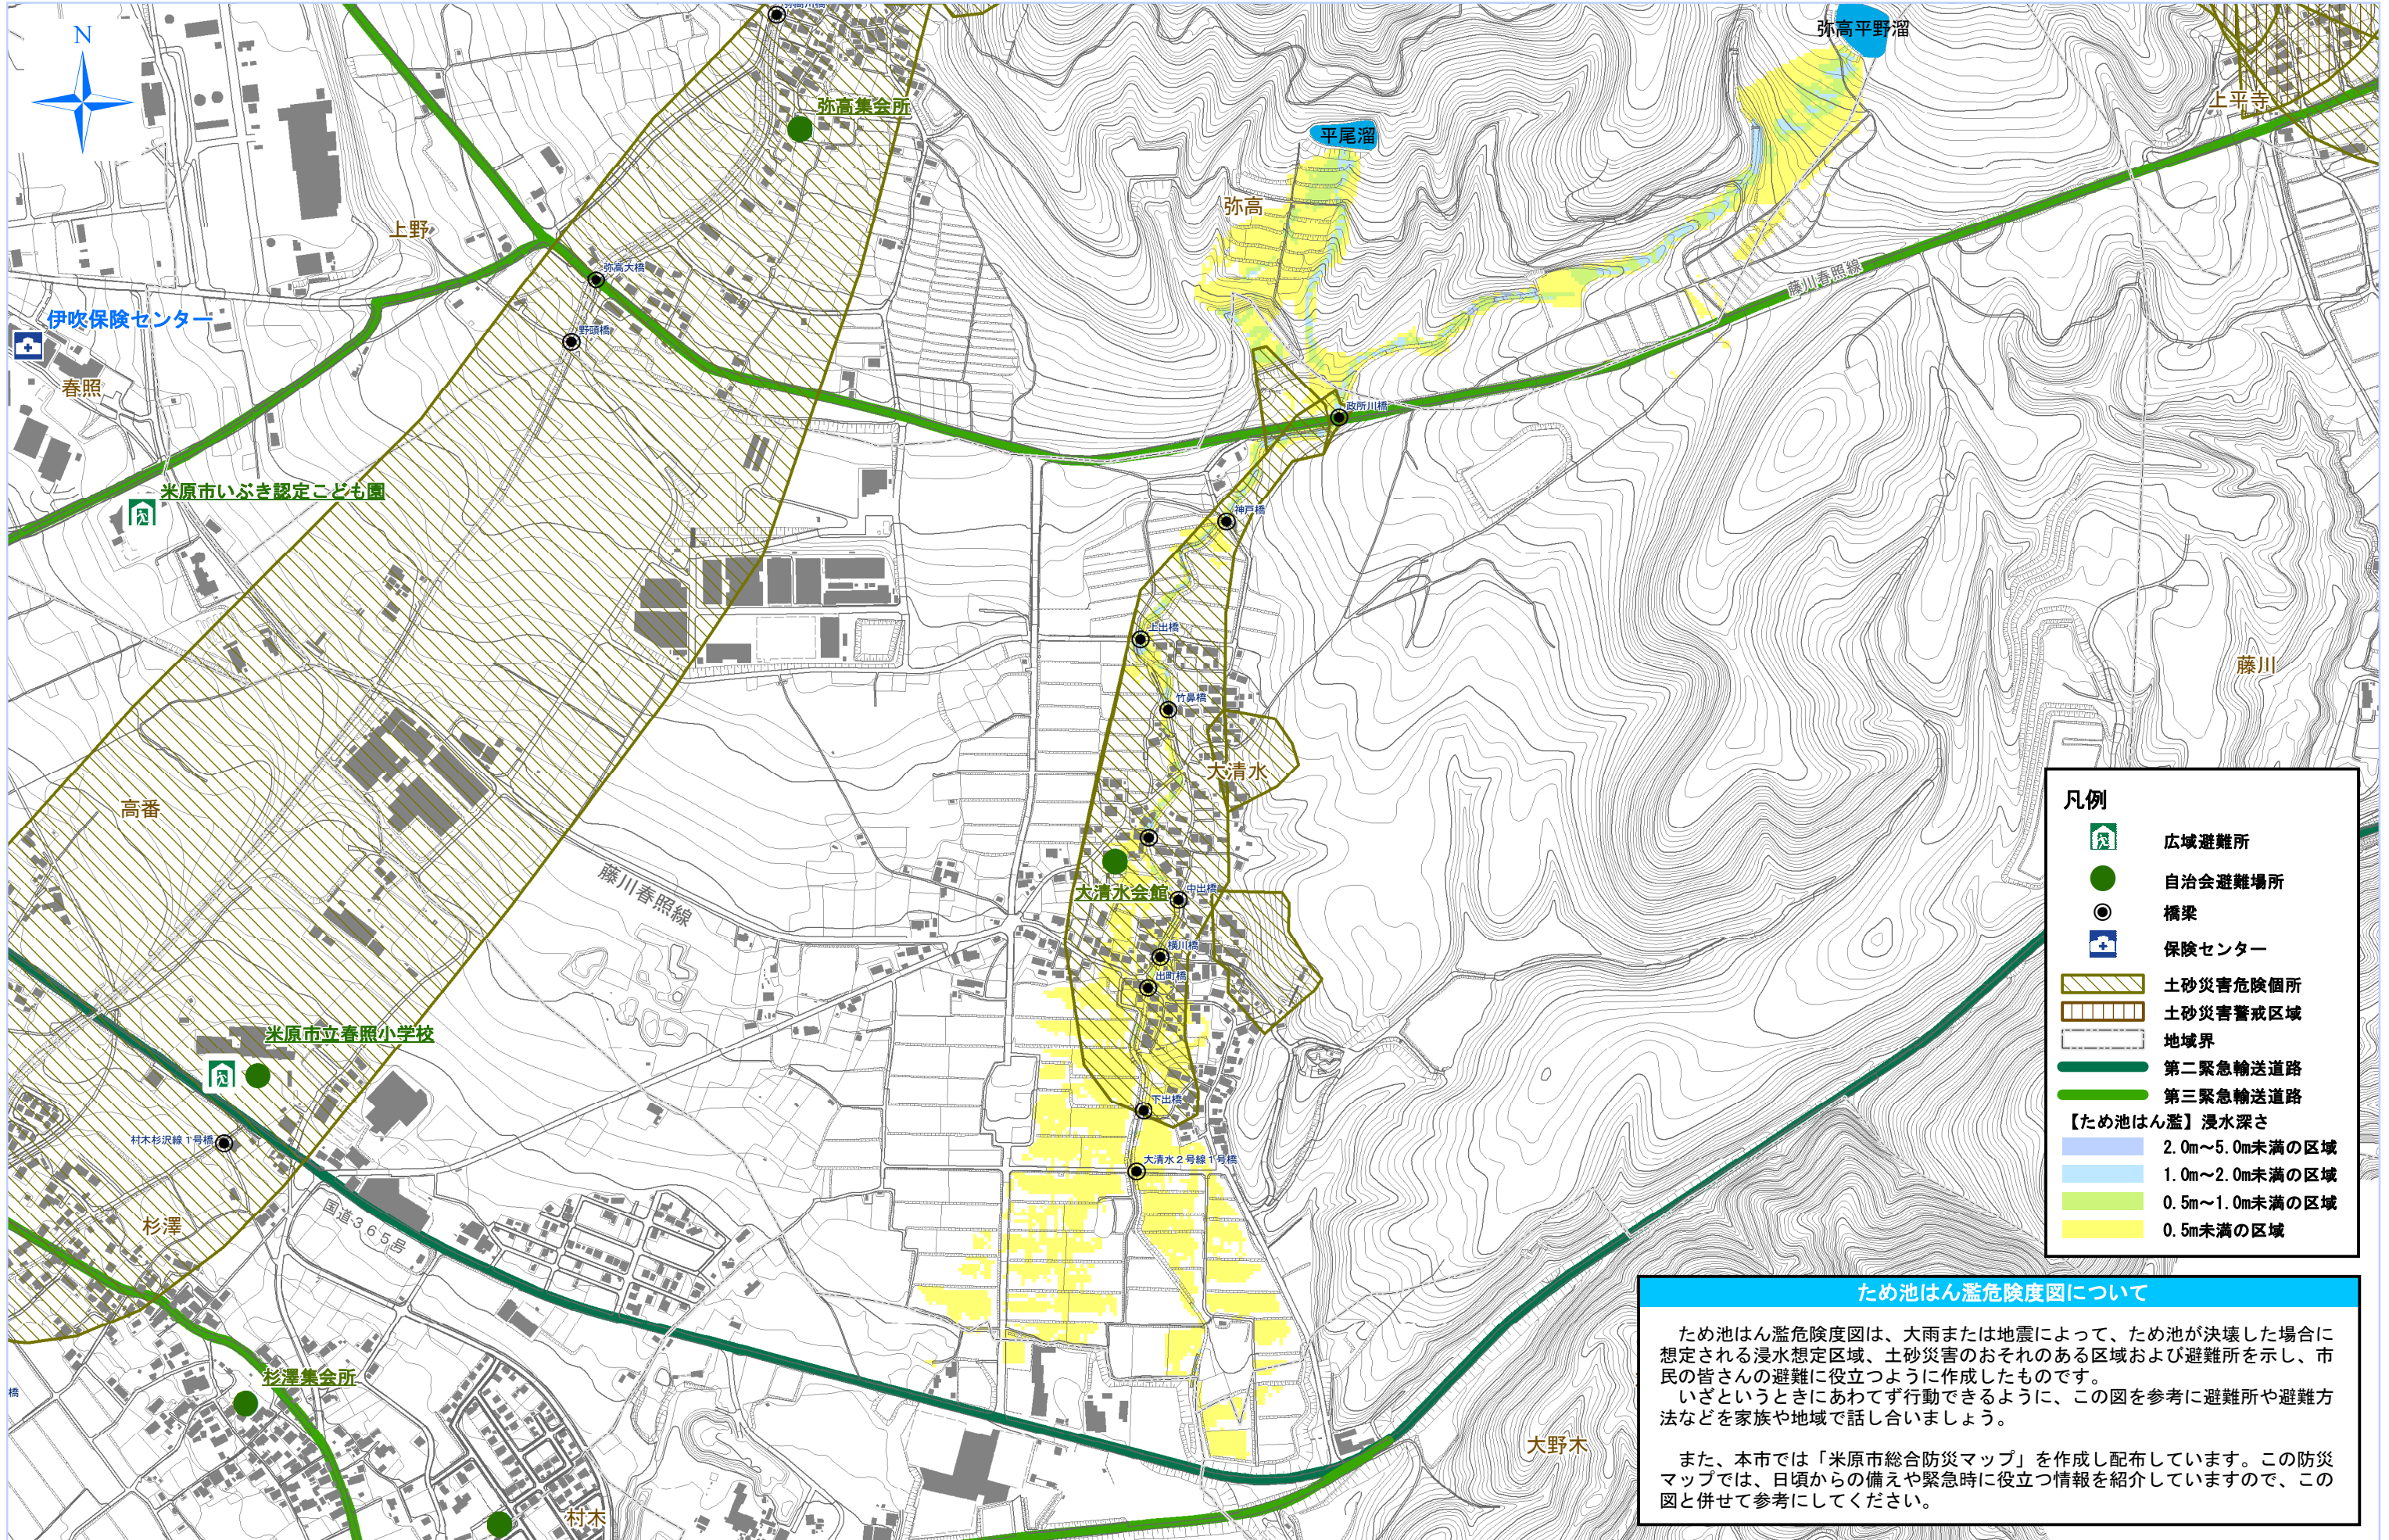 N
弥高平野溜
上平寺
弥高集会所
平尾溜
弥高
上野
弥高大橋
藤川春照線
伊吹保険センター
野頭橋
春照
政所川橋
米原市いぶき認定こども園
神戸橋
上出橋
藤川
竹鼻橋
大清水
高番
藤川春照線
大清水会館
中出橋
横川橋
出町橋
米原市立春照小学校
下出橋
村木杉沢線1号橋
大清水2号線1号橋
国道365号
杉澤
杉澤集会所
橋
大野木
村木
凡例
広域避難所
自治会避難場所
橋梁
保険センター
土砂災害危険個所
土砂災害警戒区域
地域界
第二緊急輸送道路
第三緊急輸送道路
【ため池はん濫】浸水深さ
2.0m～5.0m未満の区域
1.0m～2.0m未満の区域
0.5m～1.0m未満の区域
0.5m未満の区域
ため池はん濫危険度図について
ため池はん濫危険度図は、大雨または地震によって、ため池が決壊した場合に
想定される浸水想定区域、土砂災害のおそれのある区域および避難所を示し、市
民の皆さんの避難に役立つように作成したものです。
いざというときにあわてず行動できるように、この図を参考に避難所や避難方
法などを家族や地域で話し合いましょう。
また、本市では「米原市総合防災マップ」を作成し配布しています。この防災
マップでは、日頃からの備えや緊急時に役立つ情報を紹介していますので、この
図と併せて参考にしてください。